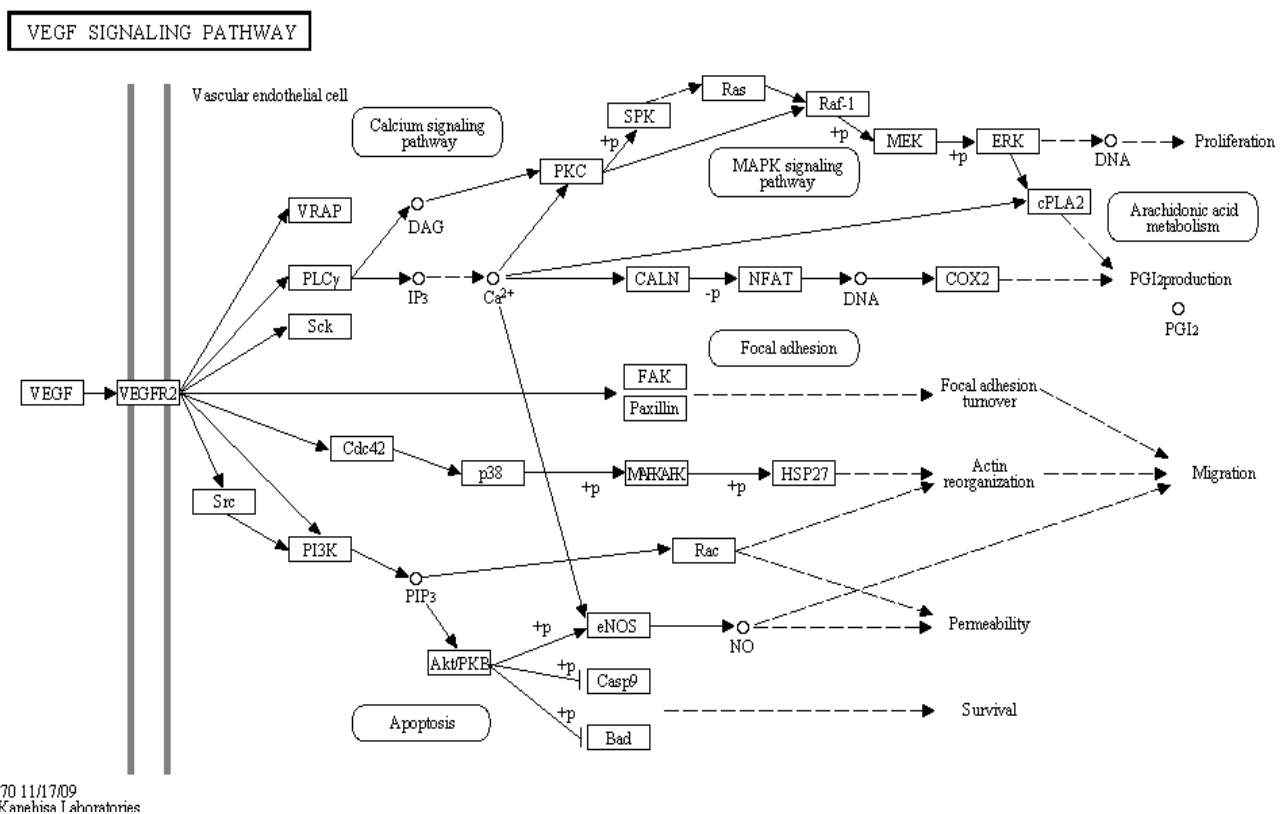 VEGF SIGNALING PATHWAY
Vascular endothelial cell
Calcium signaling
pathway
SPK
Ras
Raf-1
+p
+p
MEK
+p
ERK
DNA
Proliferation
PKC
MAPK signaling
pathway
cPLA2
Arachidonic acid
metabolism
VRAP
DAG
PLCγ
IP3
Ca2+
CALN
-p
NFAT
DNA
COX2
PGI2production
PGI2
Sck
Focal adhesion
VEGF
VEGFR2
FAK
Paxillin
Focal adhesion
turnover
Cdc42
p38
+p
MAPKAPK
+p
HSP27
Actin
reorganization
Migration
Src
PI3K
PIP3
Rac
+p
eNOS
NO
Permeability
Akt/PKB
+p
Casp9
+p
Bad
Survival
Apoptosis
70 11/17/09
Kanehisa Laboratories